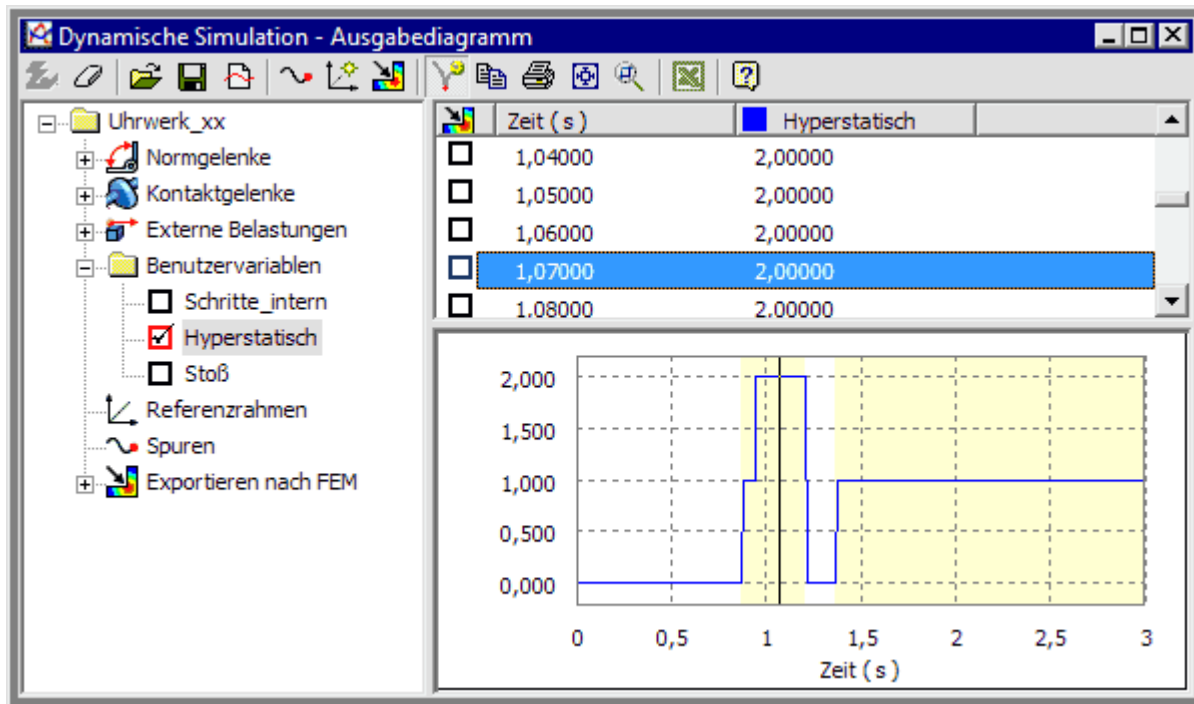 Dynamische Simulation - Ausgabediagramm
Uhrwerk_xx
Normgelenke
Kontaktgelenke
Externe Belastungen
Benutzervariablen
Schritte_intern
Hyperstatisch
Stoß
Referenzrahmen
Spuren
Exportieren nach FEM
Zeit ( s ) Hyperstatisch
1,04000 2,00000
1,05000 2,00000
1,06000 2,00000
1,07000 2,00000
1,08000 2,00000
2,000
1,500
1,000
0,500
0,000
0 0,5 1 1,5 2 2,5 3
Zeit ( s )